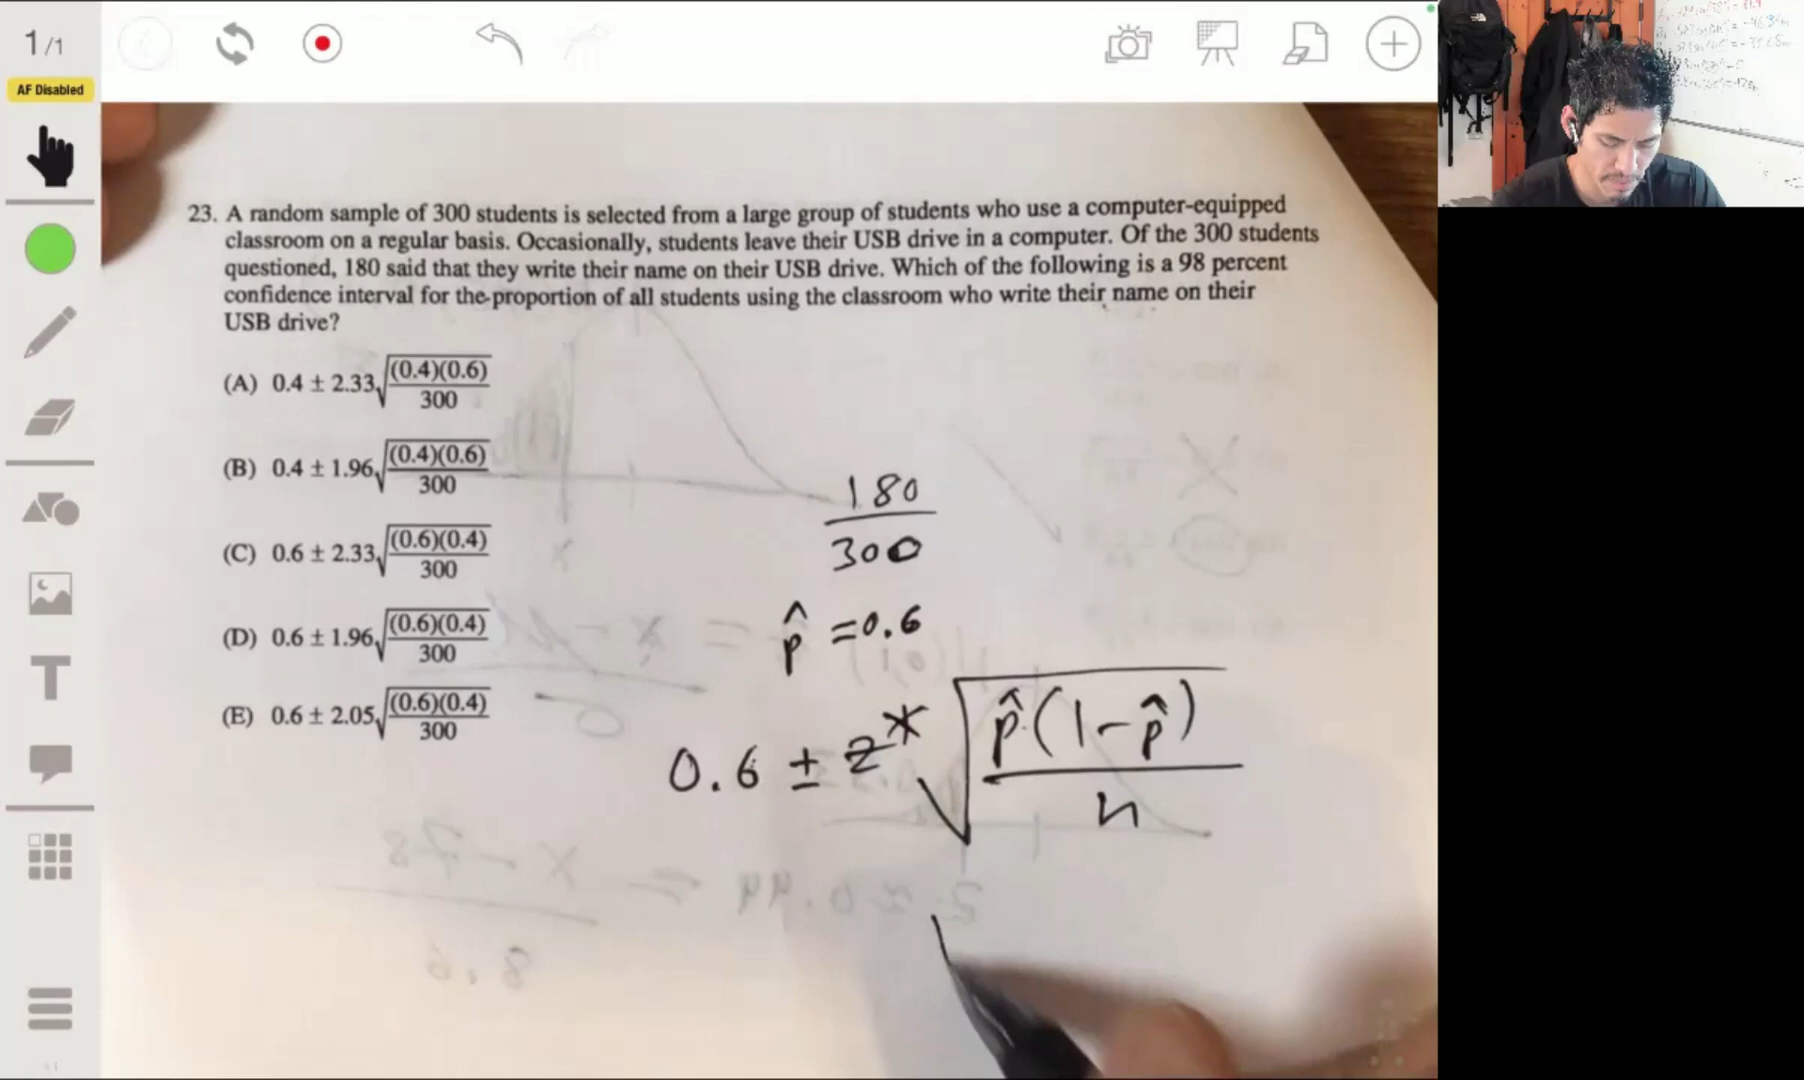 1/1
AF Disabled
23. A random sample of 300 students is selected from a large group of students who use a computer-equipped
classroom on a regular basis. Occasionally, students leave their USB drive in a computer. Of the 300 students
questioned, 180 said that they write their name on their USB drive. Which of the following is a 98 percent
confidence interval for the proportion of all students using the classroom who write their name on their
USB drive?
(A) 0.4 ± 2.33√((0.4)(0.6)/300)
(B) 0.4 ± 1.96√((0.4)(0.6)/300)
(C) 0.6 ± 2.33√((0.6)(0.4)/300)
(D) 0.6 ± 1.96√((0.6)(0.4)/300)
(E) 0.6 ± 2.05√((0.6)(0.4)/300)
180
300
p̂ = 0.6
0.6 ± z* √(p̂(1-p̂)/n)
T